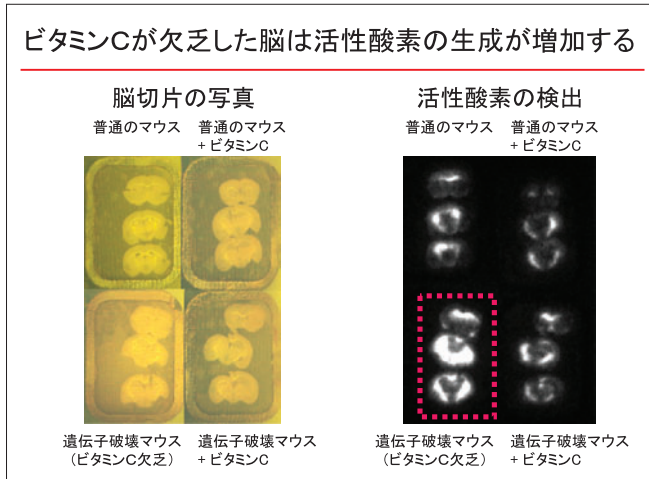 ビタミンCが欠乏した脳は活性酸素の生成が増加する
脳切片の写真
普通のマウス
普通のマウス
+ビタミンC
遺伝子破壊マウス
(ビタミンC欠乏)
遺伝子破壊マウス
+ビタミンC
活性酸素の検出
普通のマウス
普通のマウス
+ビタミンC
遺伝子破壊マウス
(ビタミンC欠乏)
遺伝子破壊マウス
+ビタミンC